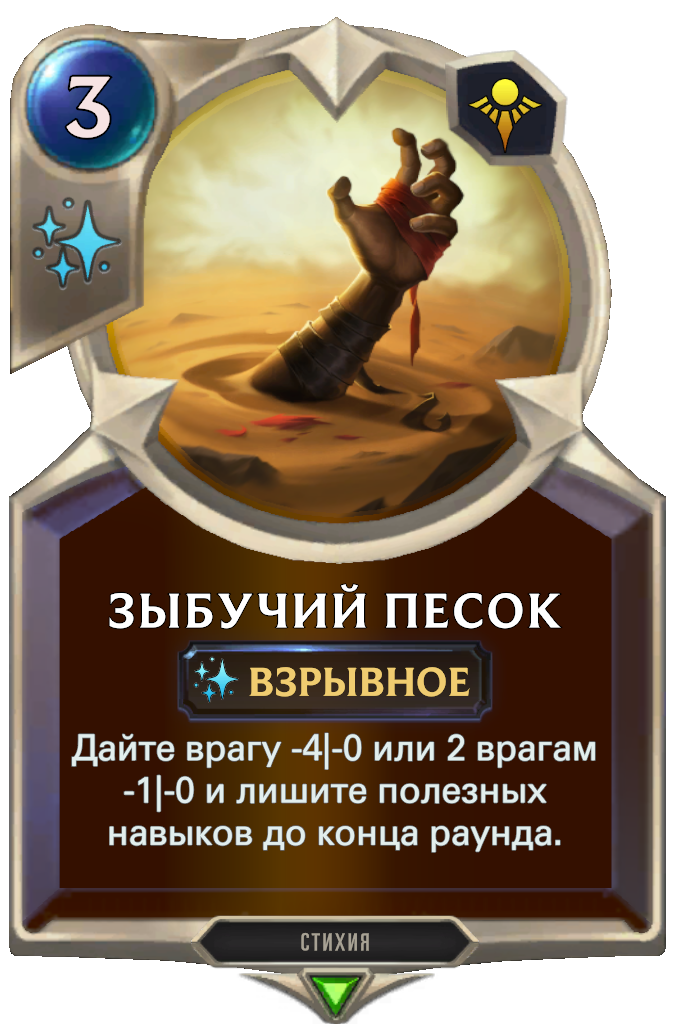 3
ЗЫБУЧИЙ ПЕСОК
ВЗРЫВНОЕ
Дайте врагу -4|-0 или 2 врагам
-1|-0 и лишите полезных
навыков до конца раунда.
СТИХИЯ